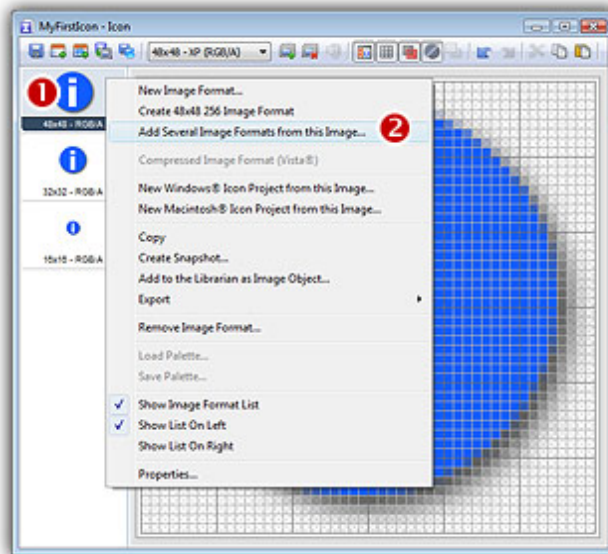 MyFirstIcon - Icon
48x48 - XP (RGB/A)
1
i
48x48 - RGB/A
i
32x32 - RGB/A
i
16x16 - RGB/A
New Image Format...
Create 48x48 256 Image Format
Add Several Image Formats from this Image...
2
Compressed Image Format (Vista®)
New Windows® Icon Project from this Image...
New Macintosh® Icon Project from this Image...
Copy
Create Snapshot...
Add to the Librarian as Image Object...
Export
Remove Image Format...
Load Palette...
Save Palette...
Show Image Format List
Show List On Left
Show List On Right
Properties...